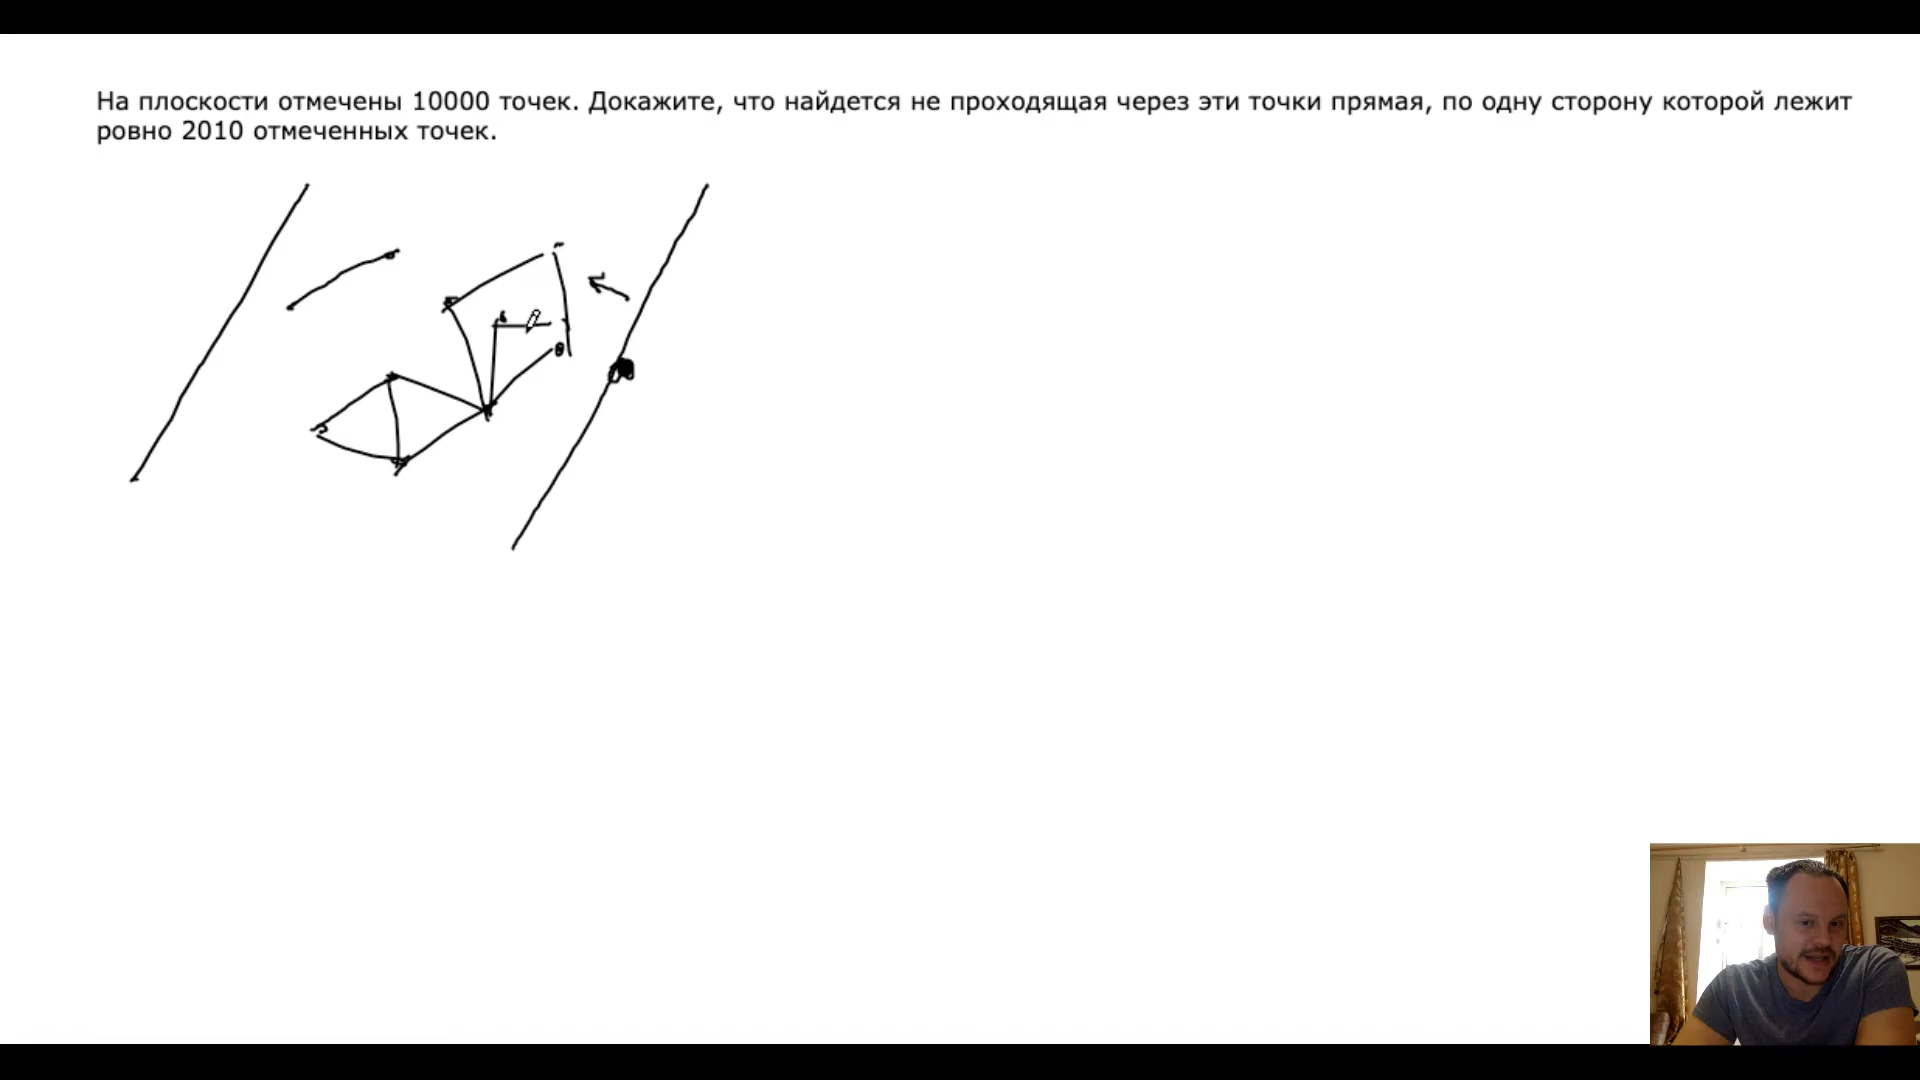 На плоскости отмечены 10000 точек. Докажите, что найдется не проходящая через эти точки прямая, по одну сторону которой лежит
ровно 2010 отмеченных точек.